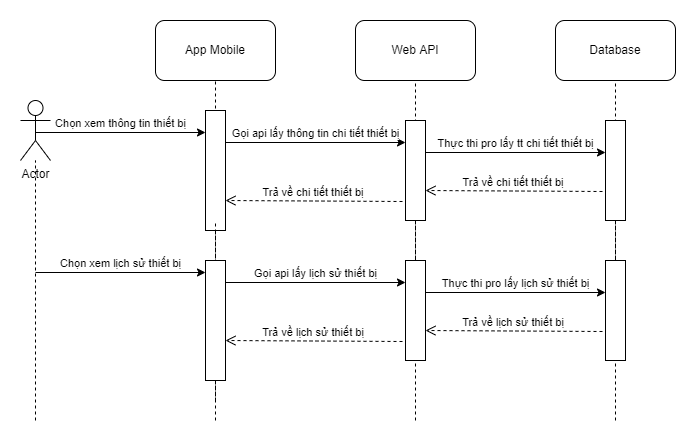 App Mobile
Web API
Database
Chọn xem thông tin thiết bị
Gọi api lấy thông tin chi tiết thiết bị
Thực thi pro lấy tt chi tiết thiết bị
Actor
Trả về chi tiết thiết bị
Trả về chi tiết thiết bị
Chọn xem lịch sử thiết bị
Gọi api lấy lịch sử thiết bị
Thực thi pro lấy lịch sử thiết bị
Trả về lịch sử thiết bị
Trả về lịch sử thiết bị